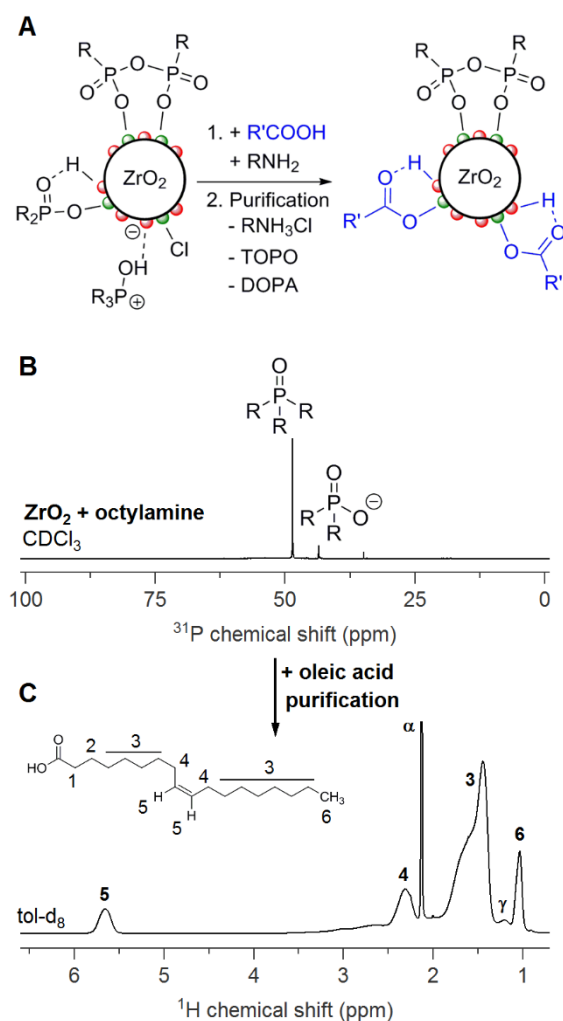 A
R
R
P
O
P
O
O
O
O
H
ZrO₂
O
R₂P
O
⊖
Cl
OH
R₃P
⊕
1. + R'COOH
+ RNH₂
2. Purification
- RNH₃Cl
- TOPO
- DOPA
R
R
P
O
P
O
O
O
O
O
H
ZrO₂
R'
O
H
O
O
R'
B
O
P
R
R
R
O
P
R
O
⊖
R
ZrO₂ + octylamine
CDCl₃
100
75
50
25
0
³¹P chemical shift (ppm)
+ oleic acid
purification
C
O
HO
1
2
3
4
H
5
H
5
4
3
CH₃
6
α
3
6
5
4
γ
tol-d₈
6
5
4
3
2
1
¹H chemical shift (ppm)